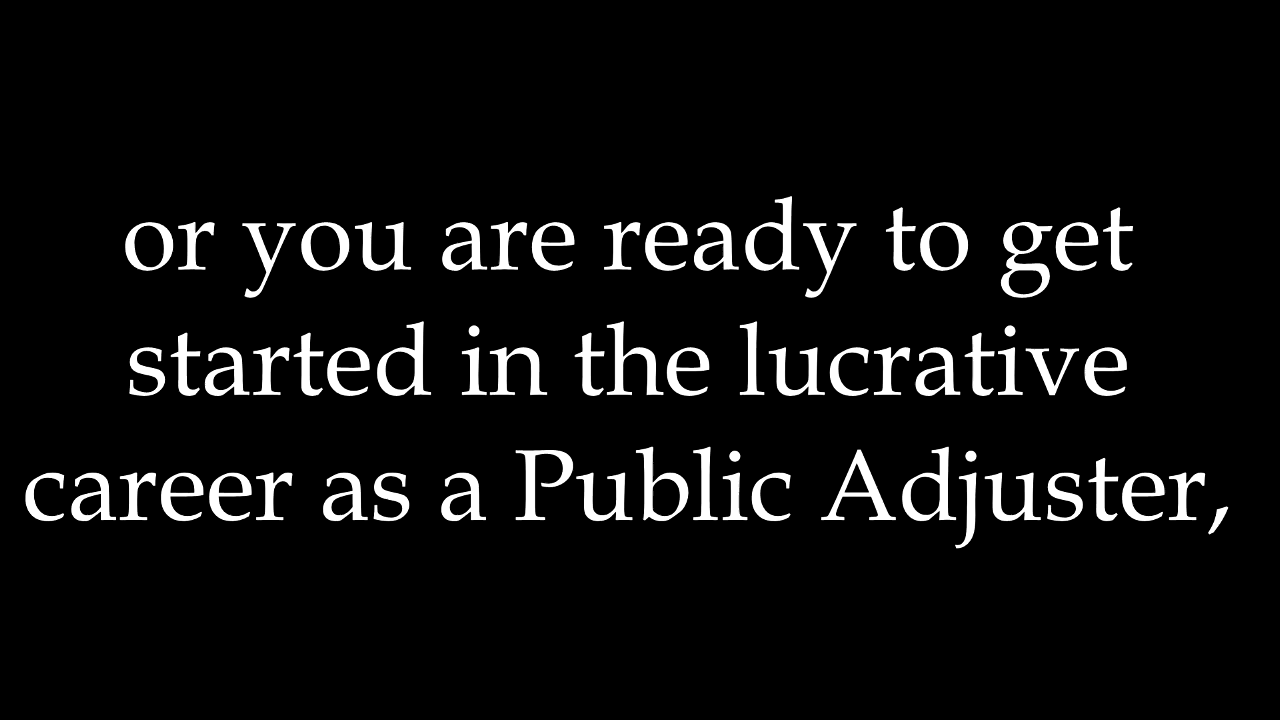 or you are ready to get
started in the lucrative
career as a Public Adjuster,